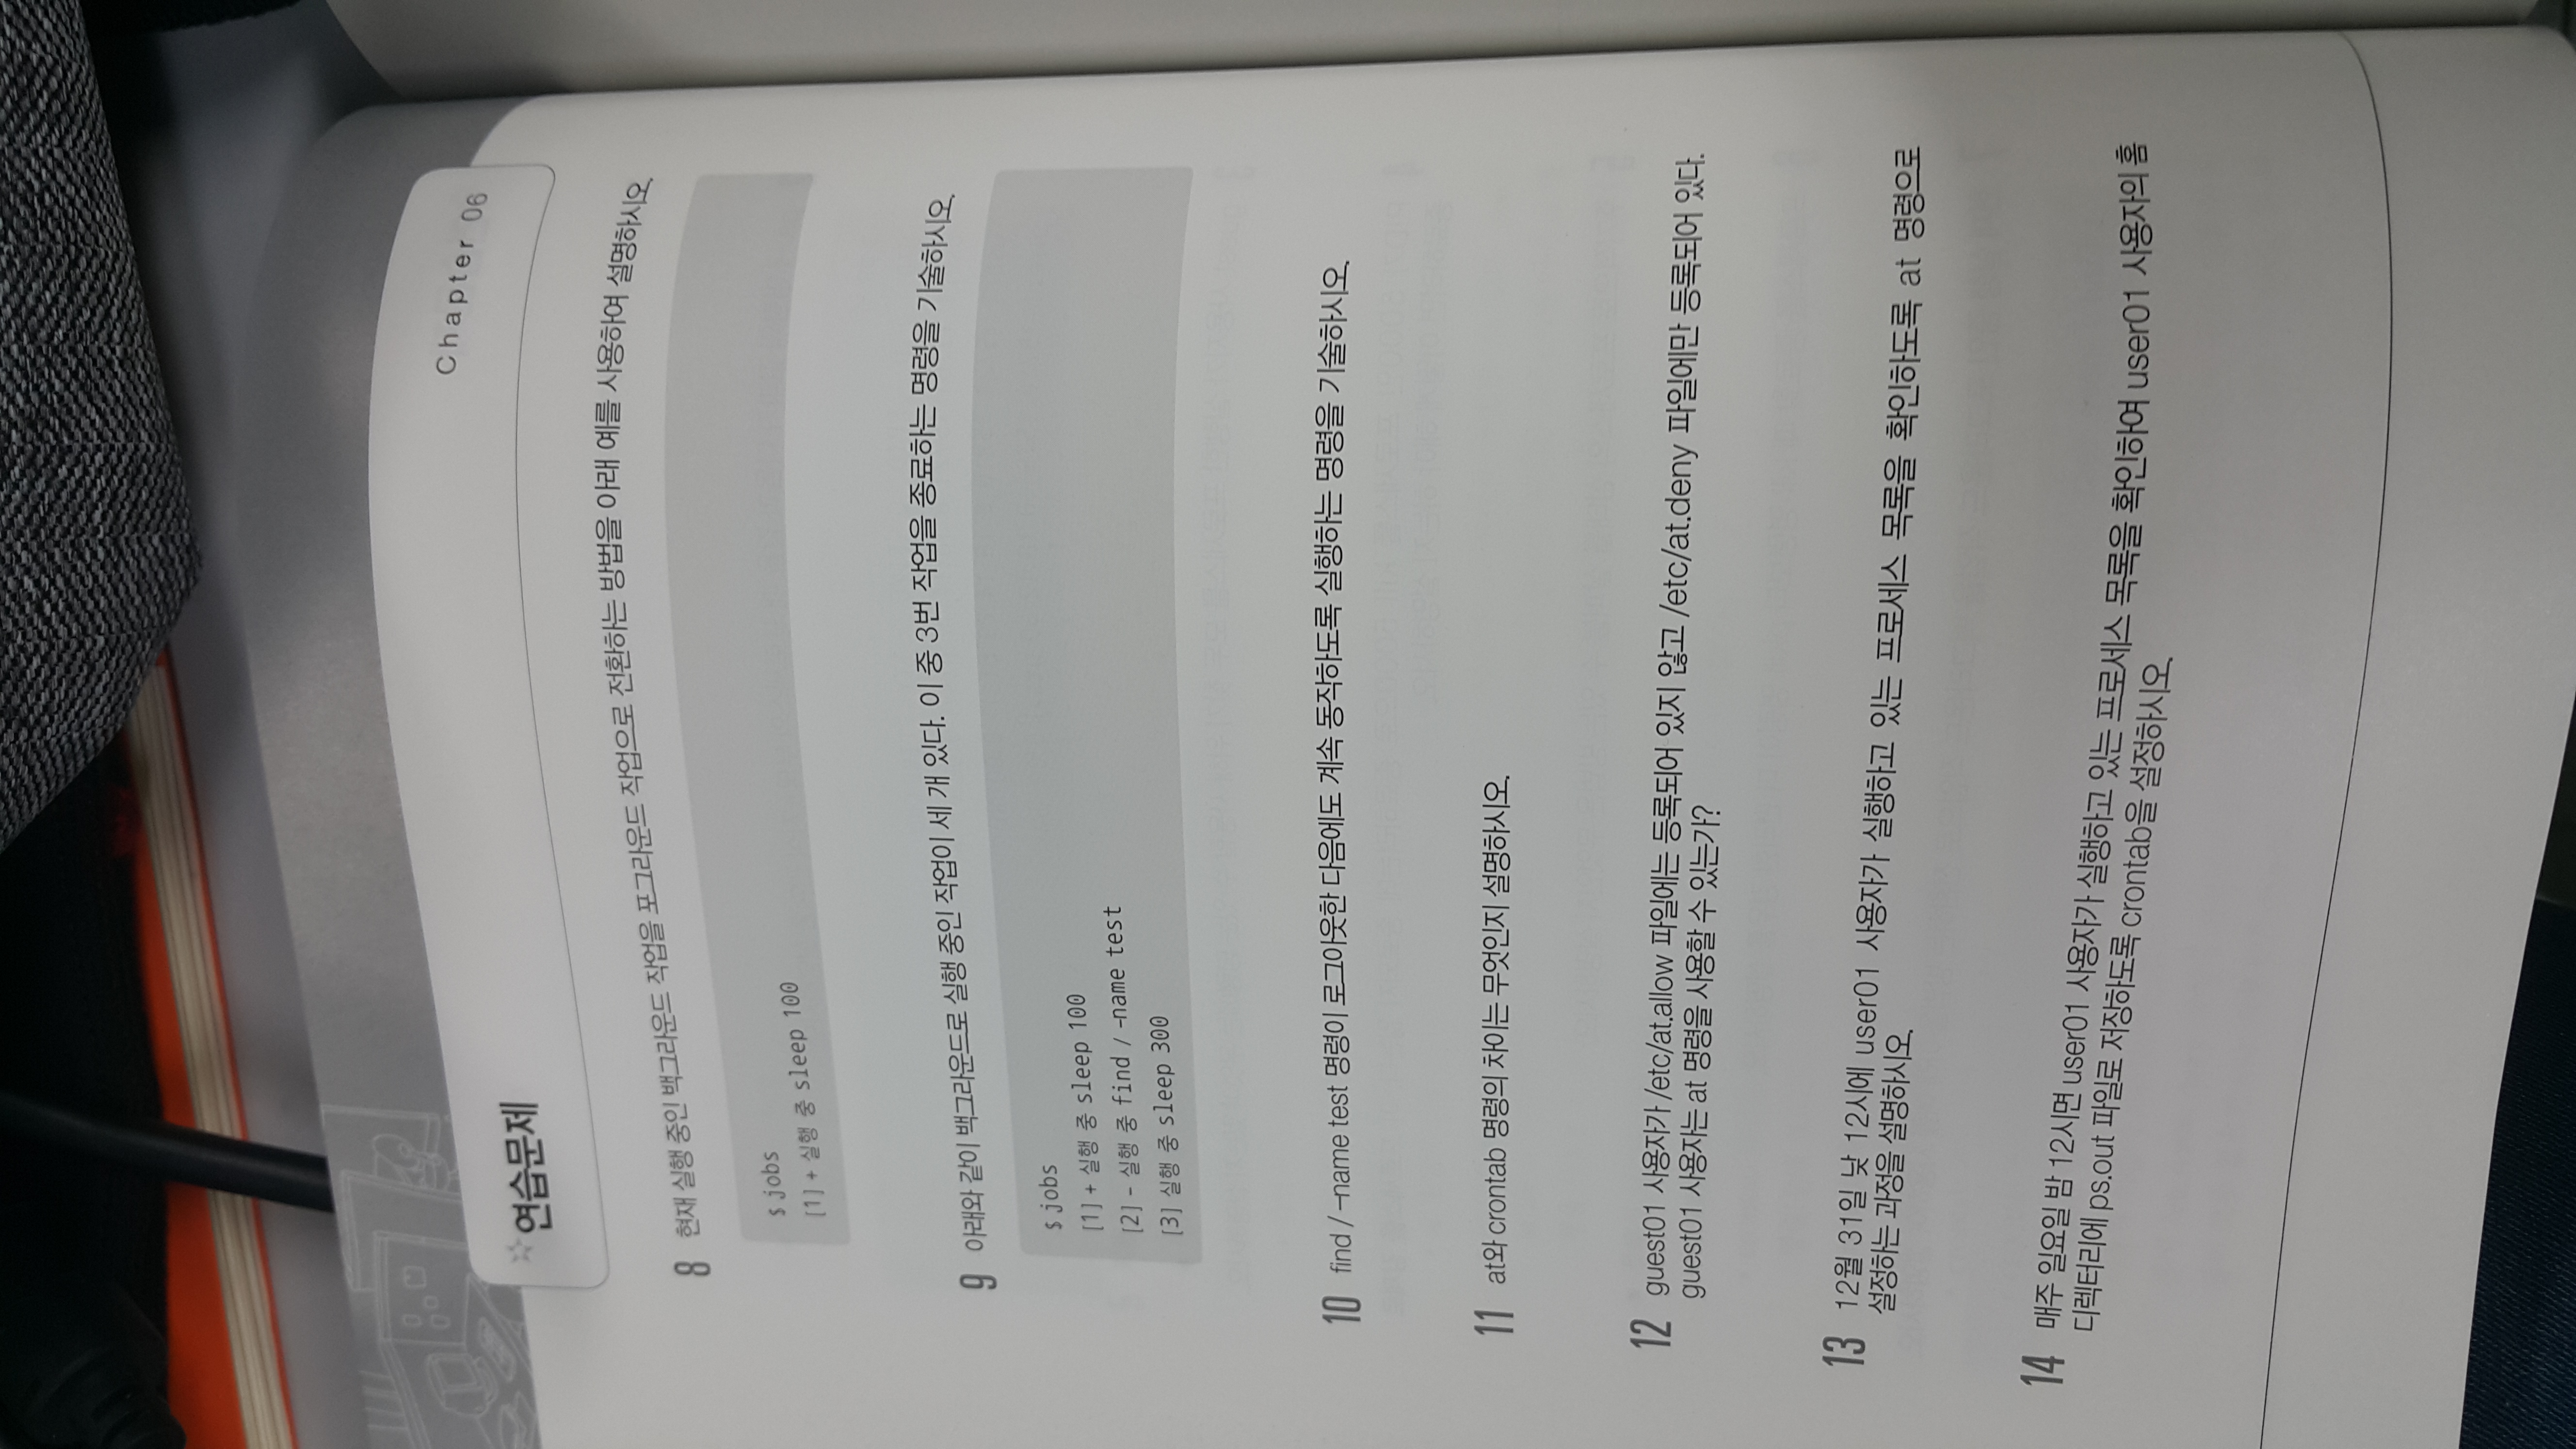 Chapter 06
연습문제
8 현재 실행 중인 백그라운드 작업을 포그라운드 작업으로 전환하는 방법을 아래 예를 사용하여 설명하시오.
$ jobs
[1] + 실행 중 sleep 100
9 아래와 같이 백그라운드로 실행 중인 작업이 세 개 있다. 이 중 3번 작업을 종료하는 명령을 기술하시오.
$ jobs
[1] + 실행 중 sleep 100
[2] - 실행 중 find / -name test
[3] 실행 중 sleep 300
10 find / -name test 명령이 로그아웃한 다음에도 계속 동작하도록 실행하는 명령을 기술하시오.
11 at와 crontab 명령의 차이는 무엇인지 설명하시오.
12 guest01 사용자가 /etc/at.allow 파일에는 등록되어 있지 않고 /etc/at.deny 파일에만 등록되어 있다.
guest01 사용자는 at 명령을 사용할 수 있는가?
13 12월 31일 낮 12시에 user01 사용자가 실행하고 있는 프로세스 목록을 확인하도록 at 명령으로
설정하는 과정을 설명하시오.
14 매주 일요일 밤 12시면 user01 사용자가 실행하고 있는 프로세스 목록을 확인하여 user01 사용자의 홈
디렉터리에 ps.out 파일로 저장하도록 crontab을 설정하시오.